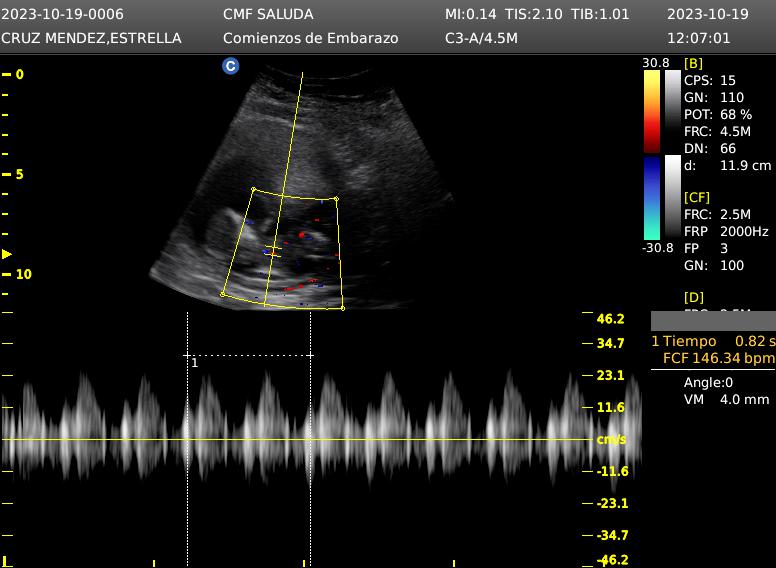 2023-10-19-0006 CMF SALUDA MI:0.14 TIS:2.10 TIB:1.01 2023-10-19
CRUZ MENDEZ,ESTRELLA Comienzos de Embarazo C3-A/4.5M 12:07:01
C
0
5
10
30.8
-30.8
[B]
CPS: 15
GN: 110
POT: 68 %
FRC: 4.5M
DN: 66
d: 11.9 cm
[CF]
FRC: 2.5M
FRP 2000Hz
FP 3
GN: 100
[D]
1 Tiempo 0.82 s
FCF 146.34 bpm
Angle:0
VM 4.0 mm
1
46.2
34.7
23.1
11.6
cm/s
-11.6
-23.1
-34.7
-46.2